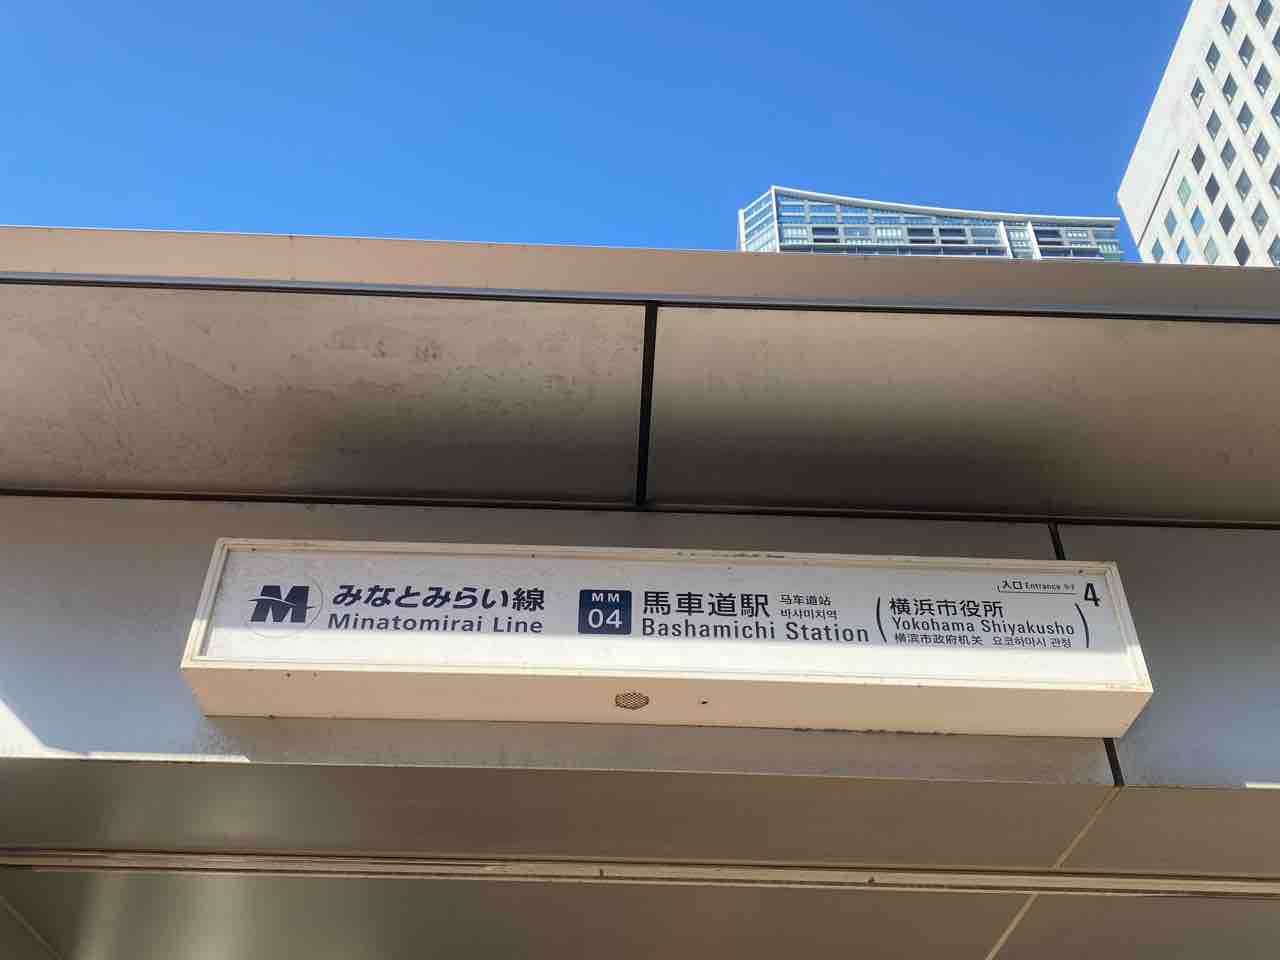 M みなとみらい線
Minatomirai Line
MM
04
馬車道駅
Bashamichi Station
马车道站
바샤미치역
(横浜市役所
Yokohama Shiyakusho)
横浜市政府机关 요코하마시 관청
入口 Entrance
4